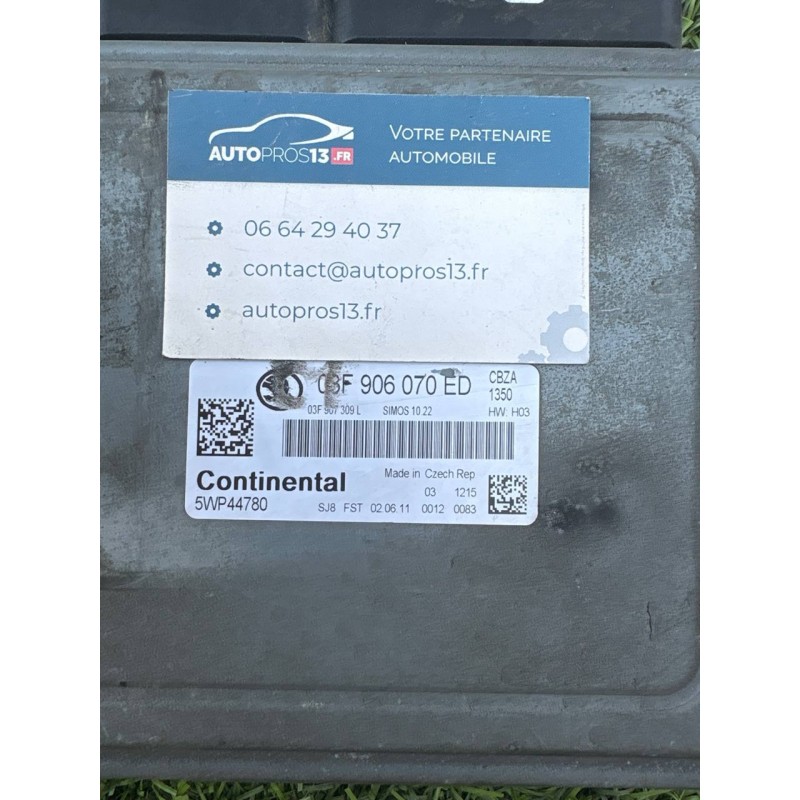 AUTOPROS13.FR
VOTRE PARTENAIRE
AUTOMOBILE
06 64 29 40 37
contact@autopros13.fr
autopros13.fr
03F 906 070 ED
CBZA
1350
03F 907 309 L SIMOS 10.22 HW: H03
Continental
5WP44780
Made in Czech Rep
03 1215
SJ8 FST 02.06.11 0012 0083